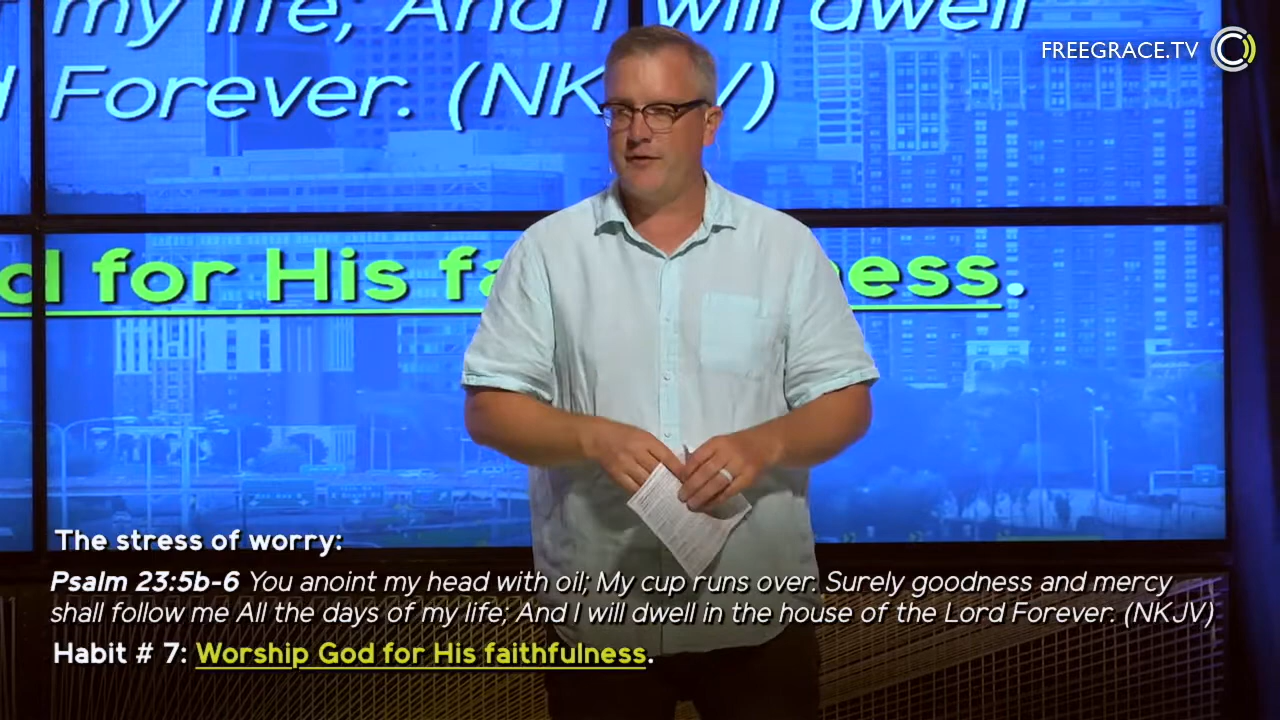 my life; And I will dwell
FREEGRACE.TV
Forever. (NKJV)
for His fa ness.
The stress of worry:
Psalm 23:5b-6 You anoint my head with oil; My cup runs over. Surely goodness and mercy
shall follow me All the days of my life; And I will dwell in the house of the Lord Forever. (NKJV)
Habit # 7: Worship God for His faithfulness.